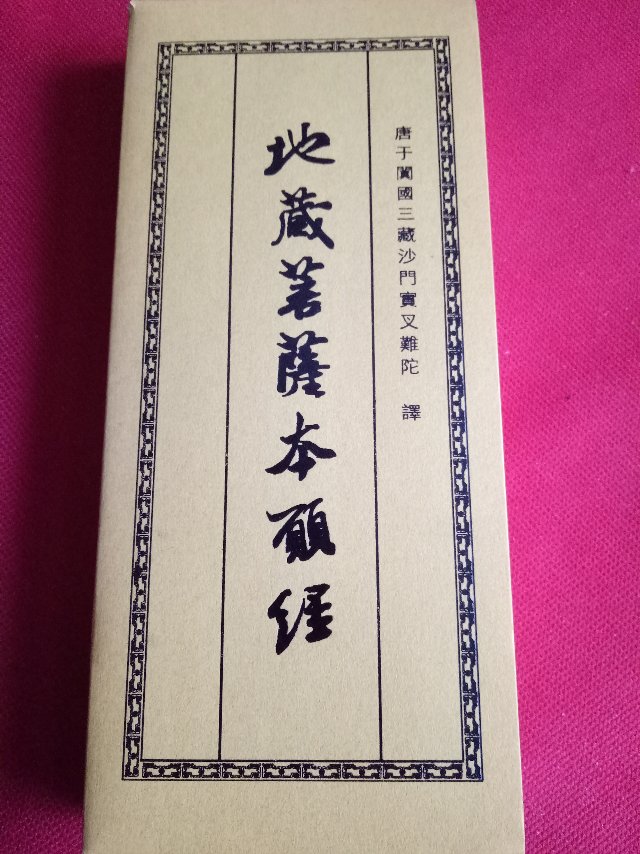 唐于闐國三藏沙門實叉難陀 譯
地蔵菩薩本願經